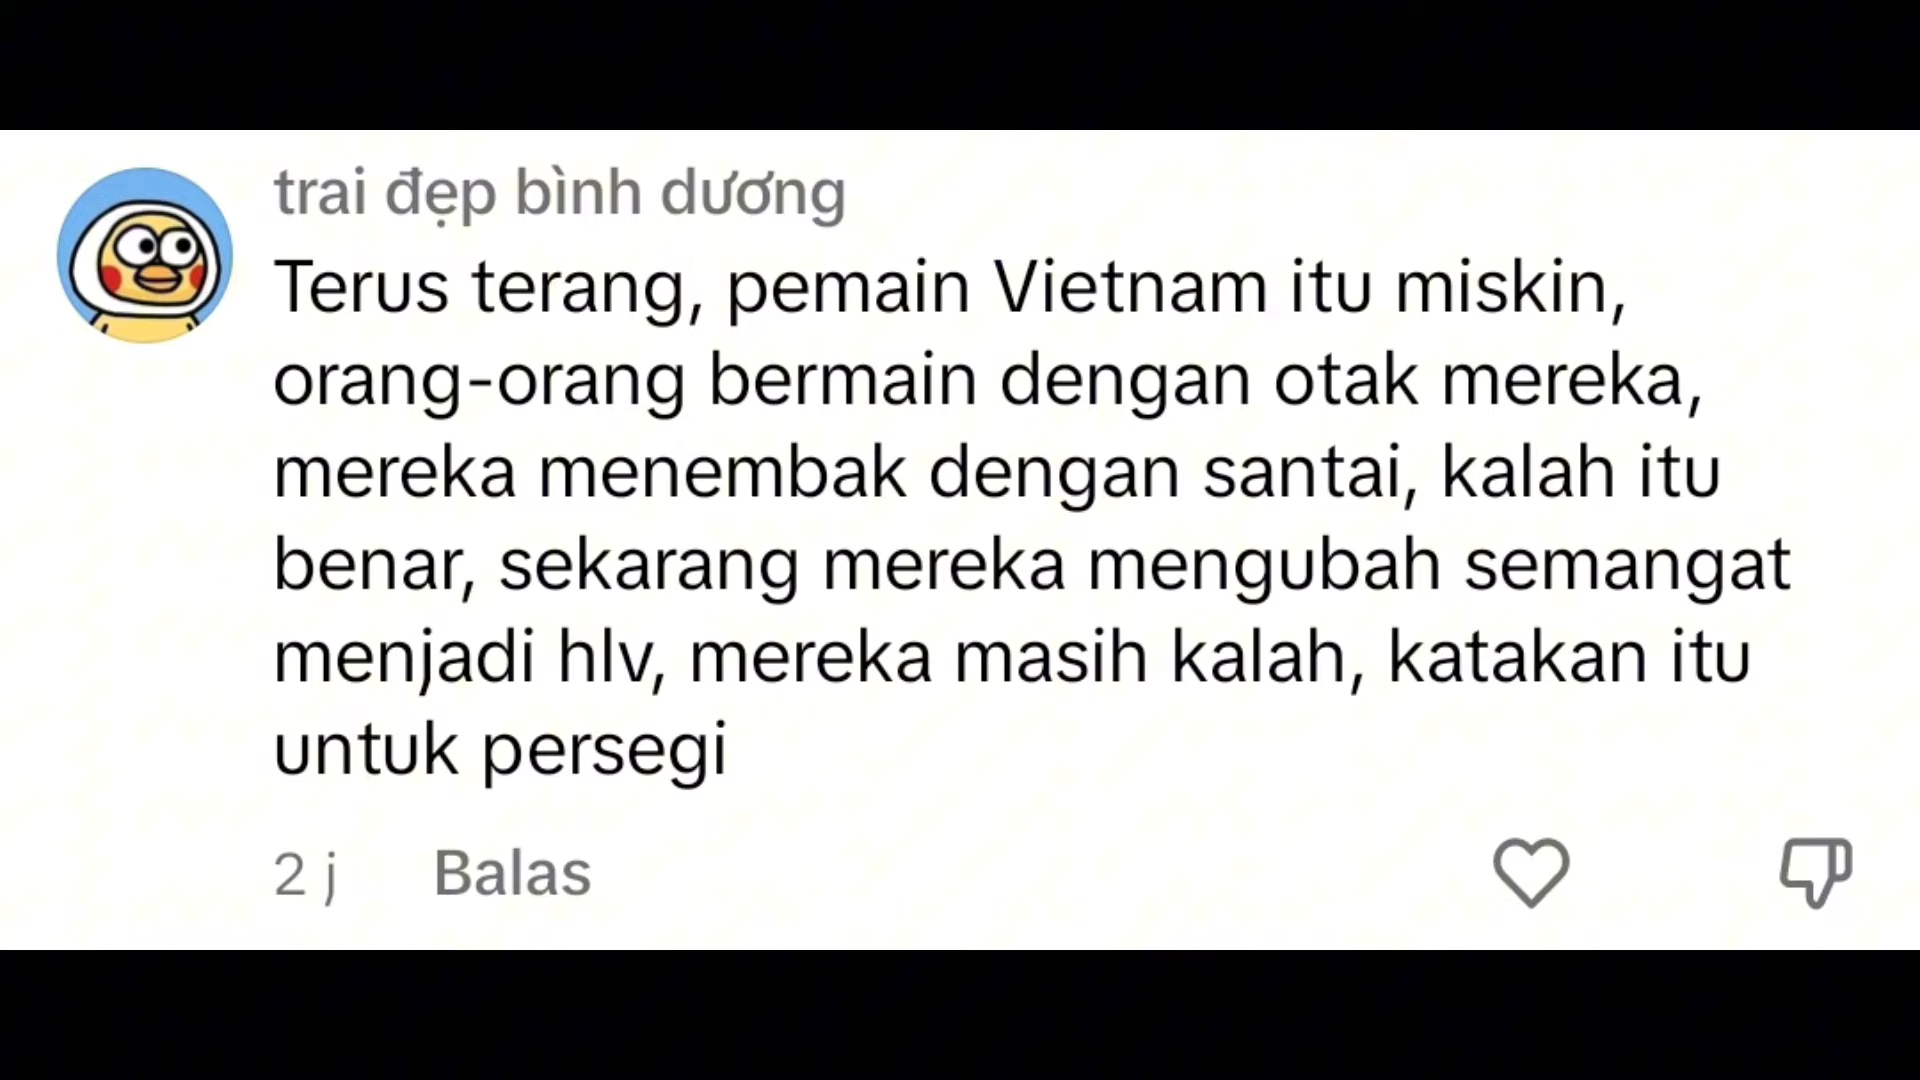 trai đẹp bình dương
Terus terang, pemain Vietnam itu miskin,
orang-orang bermain dengan otak mereka,
mereka menembak dengan santai, kalah itu
benar, sekarang mereka mengubah semangat
menjadi hlv, mereka masih kalah, katakan itu
untuk persegi
2 j Balas